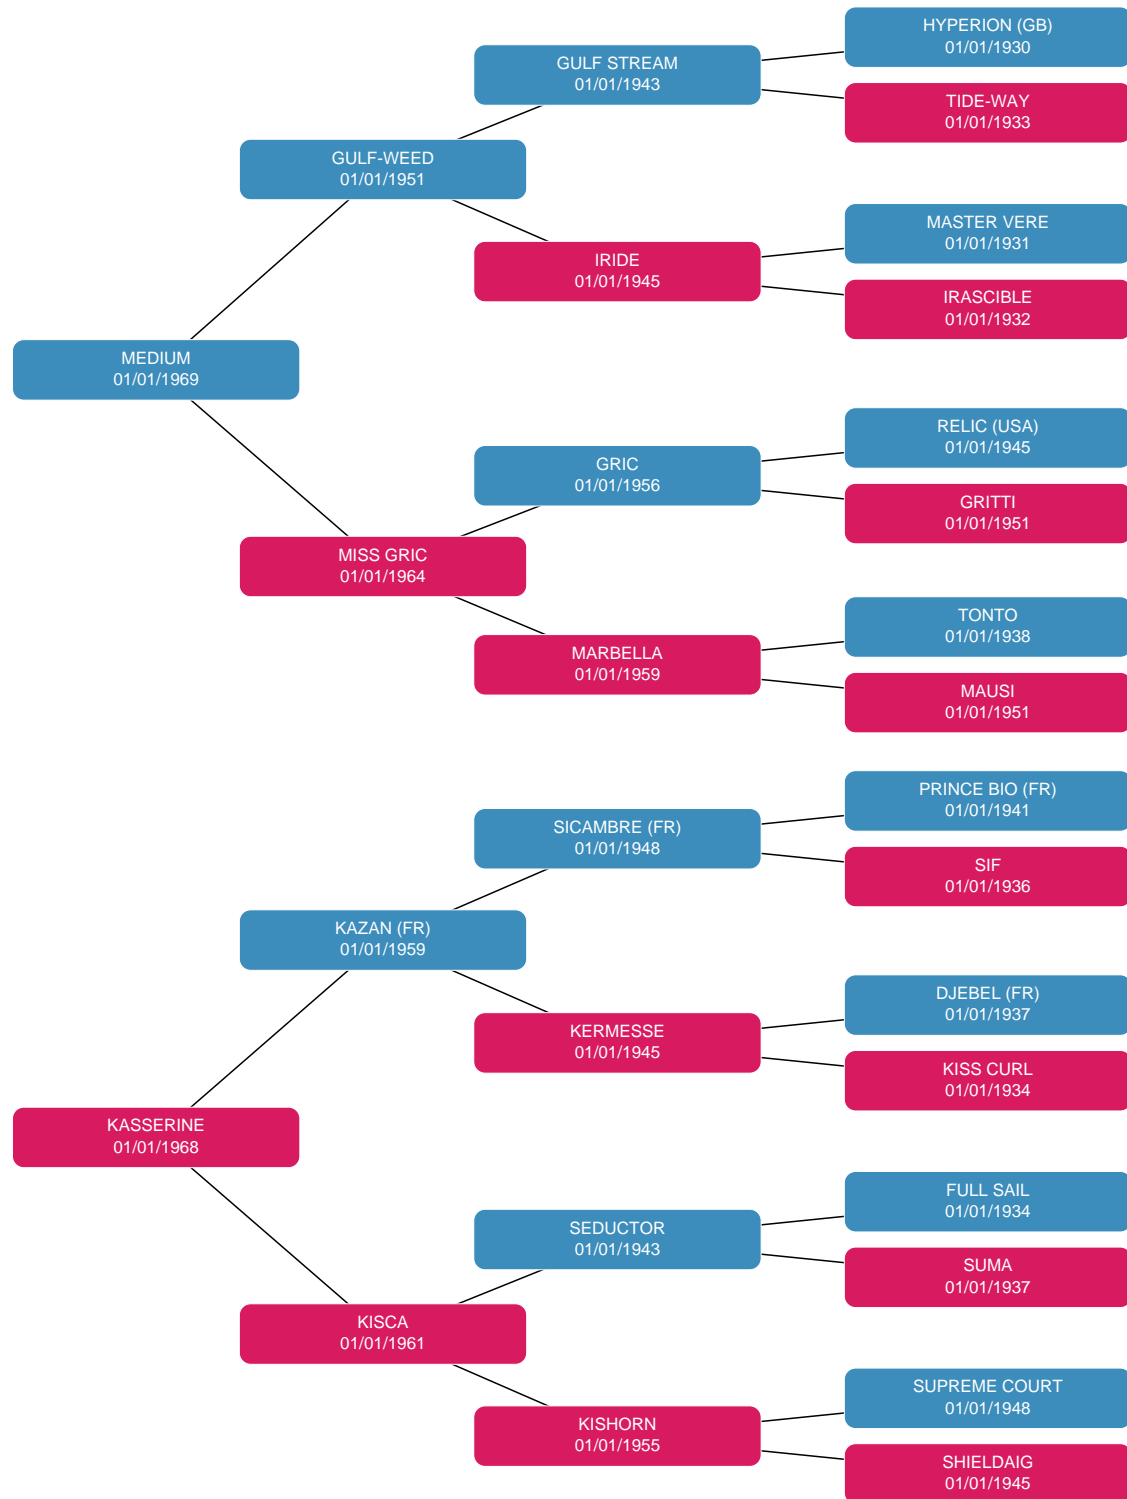 HYPERION (GB)
01/01/1930
GULF STREAM
01/01/1943
TIDE-WAY
01/01/1933
GULF-WEED
01/01/1951
MASTER VERE
01/01/1931
IRIDE
01/01/1945
IRASCIBLE
01/01/1932
MEDIUM
01/01/1969
RELIC (USA)
01/01/1945
GRIC
01/01/1956
GRITTI
01/01/1951
MISS GRIC
01/01/1964
TONTO
01/01/1938
MARBELLA
01/01/1959
MAUSI
01/01/1951
PRINCE BIO (FR)
01/01/1941
SICAMBRE (FR)
01/01/1948
SIF
01/01/1936
KAZAN (FR)
01/01/1959
DJEBEL (FR)
01/01/1937
KERMESSE
01/01/1945
KISS CURL
01/01/1934
KASSERINE
01/01/1968
FULL SAIL
01/01/1934
SEDUCTOR
01/01/1943
SUMA
01/01/1937
KISCA
01/01/1961
SUPREME COURT
01/01/1948
KISHORN
01/01/1955
SHIELDAIG
01/01/1945